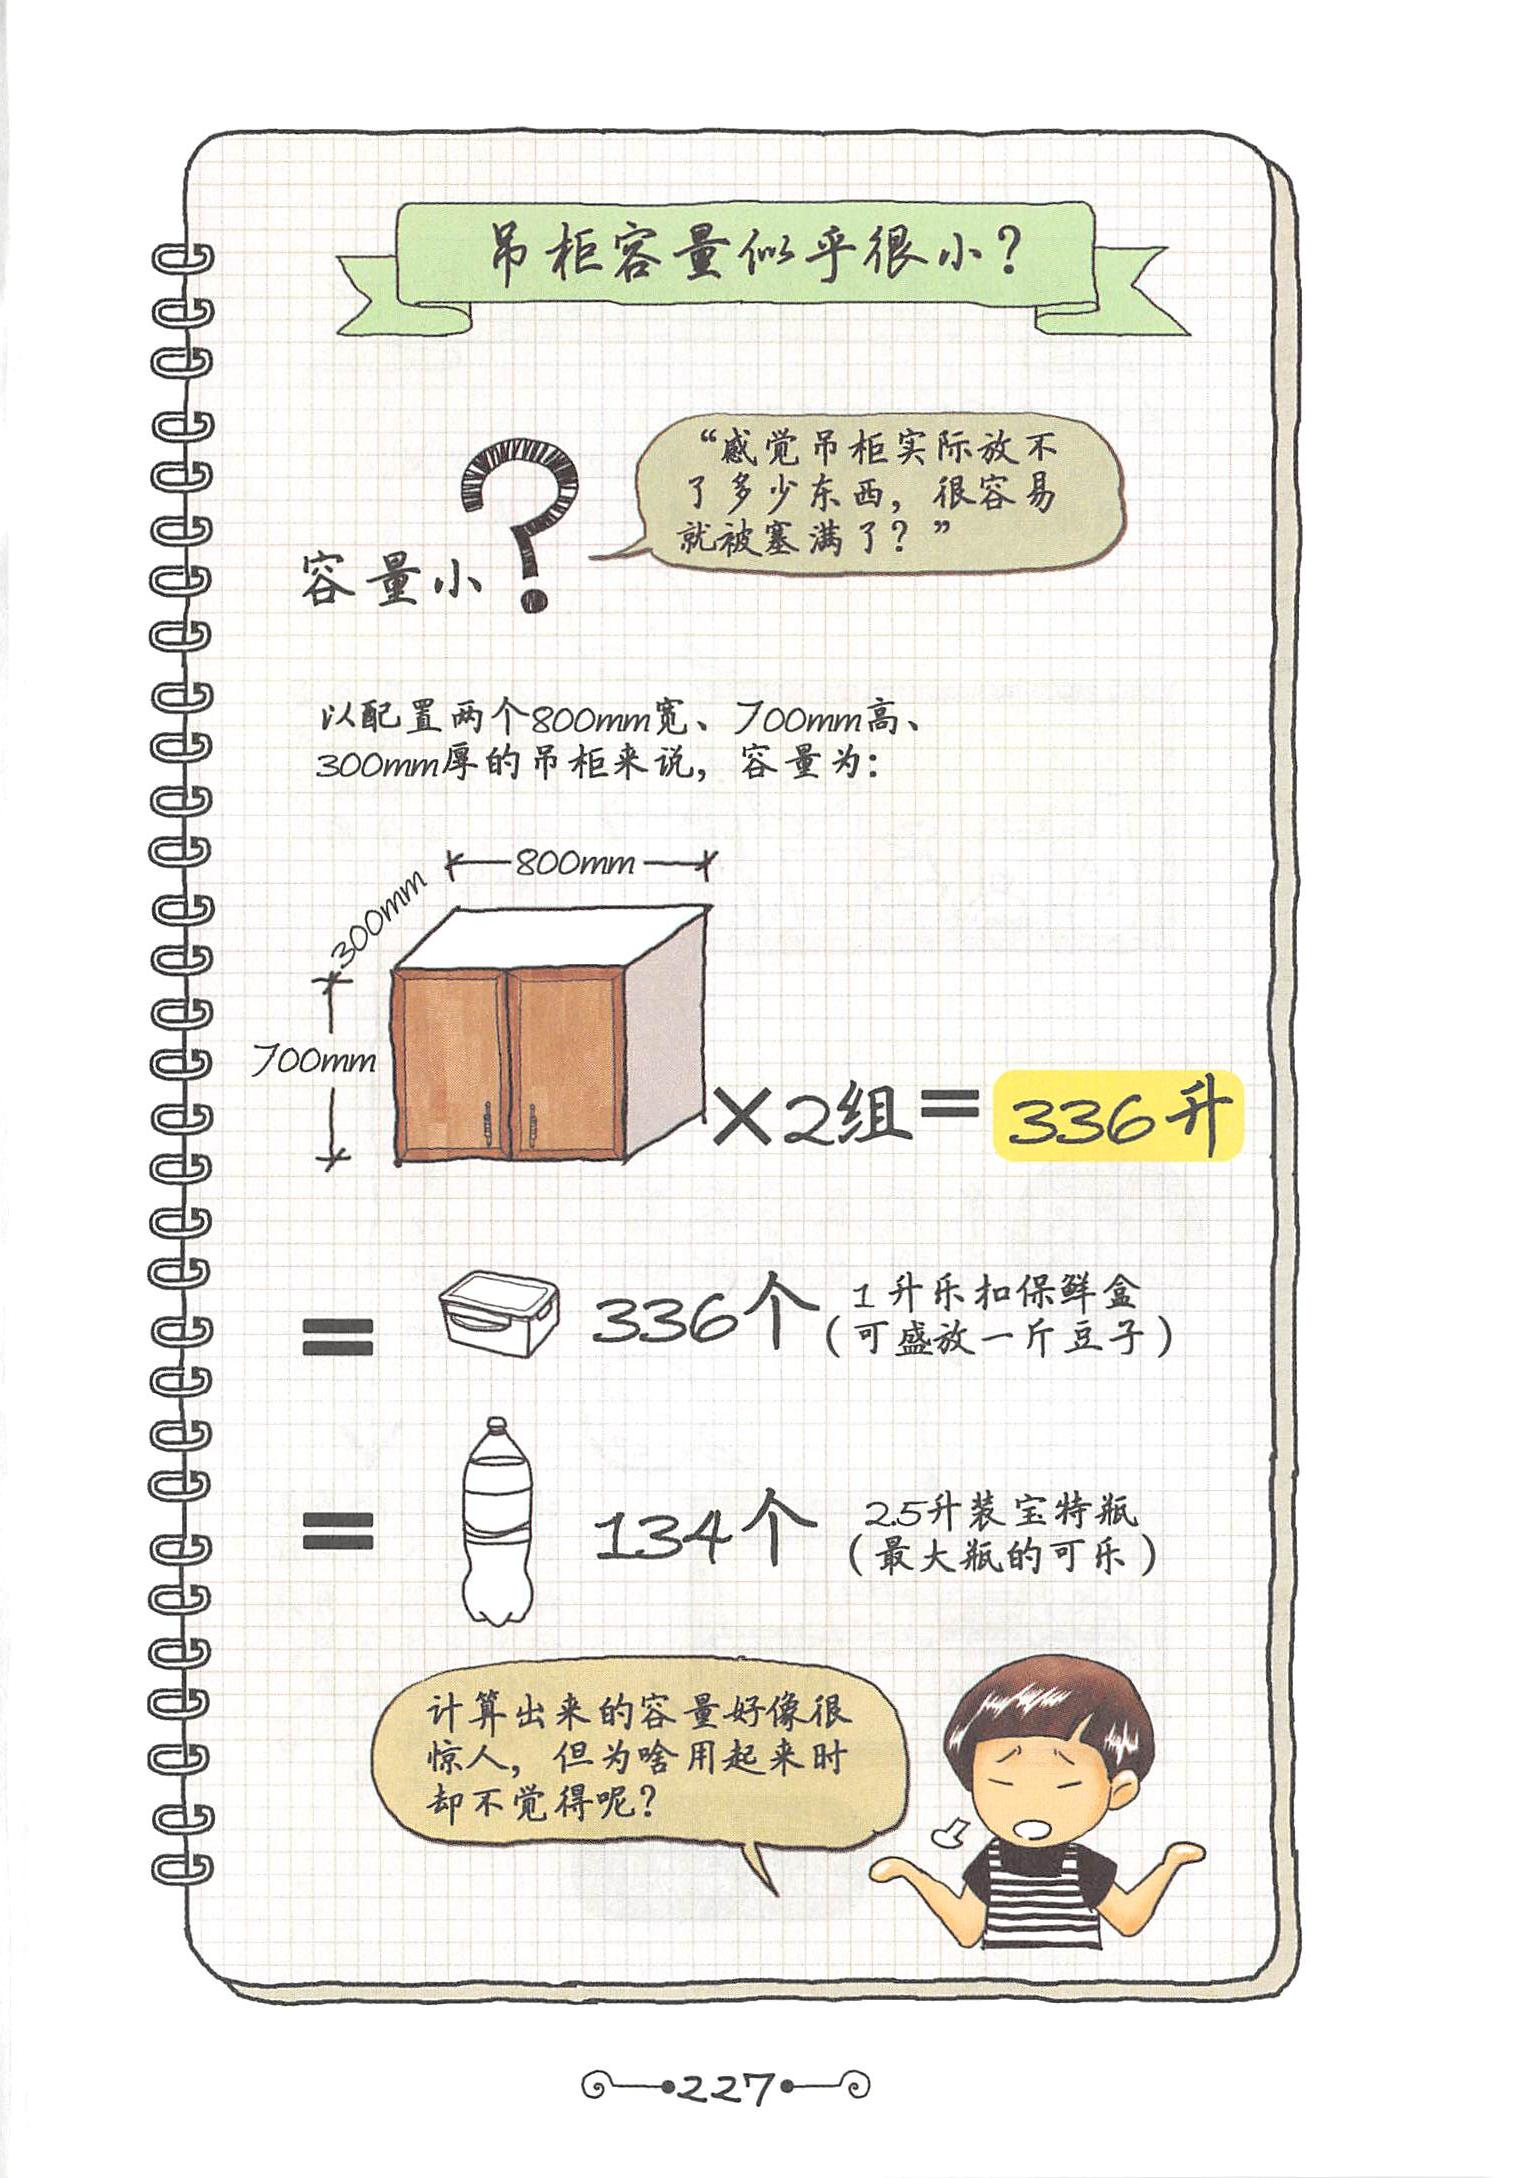 吊柜容量似乎很小？
“感觉吊柜实际放不
了多少东西，很容易
就被塞满了？”
容量小？
以配置两个800mm宽、700mm高、
300mm厚的吊柜来说，容量为：
800mm
300mm
700mm
×2组=336升
=336个
1升乐扣保鲜盒
(可盛放一斤豆子)
=134个
2.5升装宝特瓶
(最大瓶的可乐)
计算出来的容量好像很
惊人，但为啥用起来时
却不觉得呢？
227